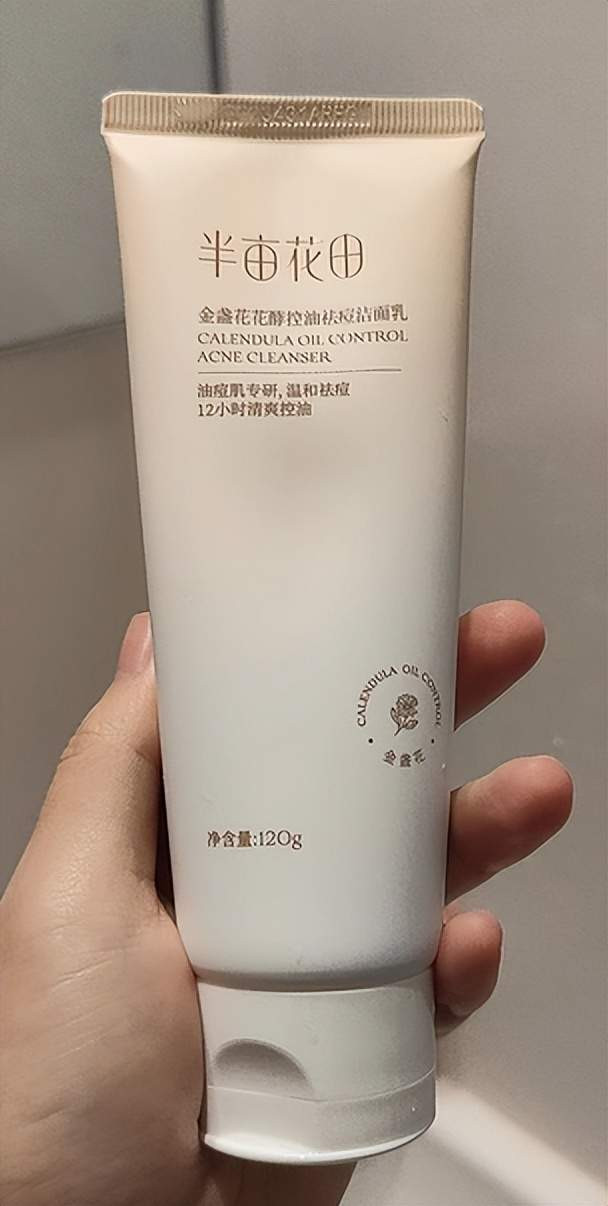 半亩花田
金盏花花酵控油祛痘洁面乳
CALENDULA OIL CONTROL
ACNE CLEANSER
油痘肌专研,温和祛痘
12小时清爽控油
CALENDULA OIL CONTROL
金盏花
净含量:120g